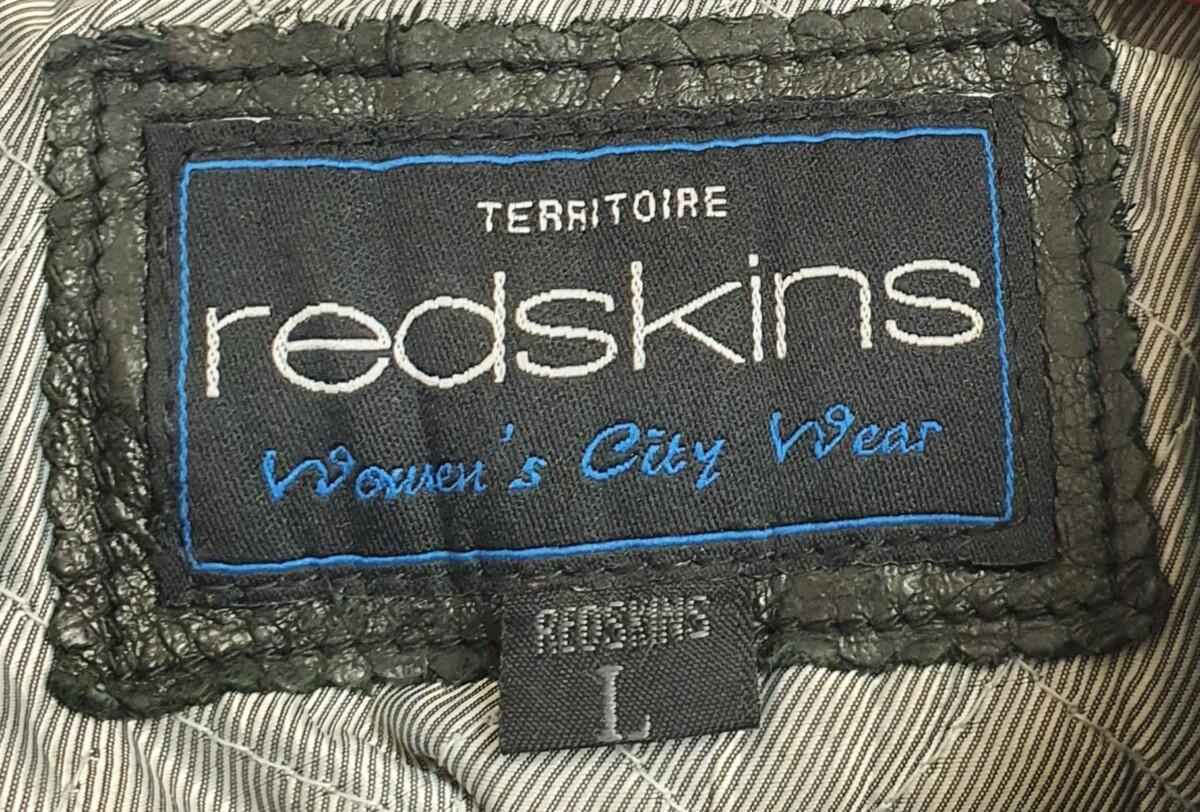 TERRITOIRE
redskins
Women's City Wear
REDSKINS
L